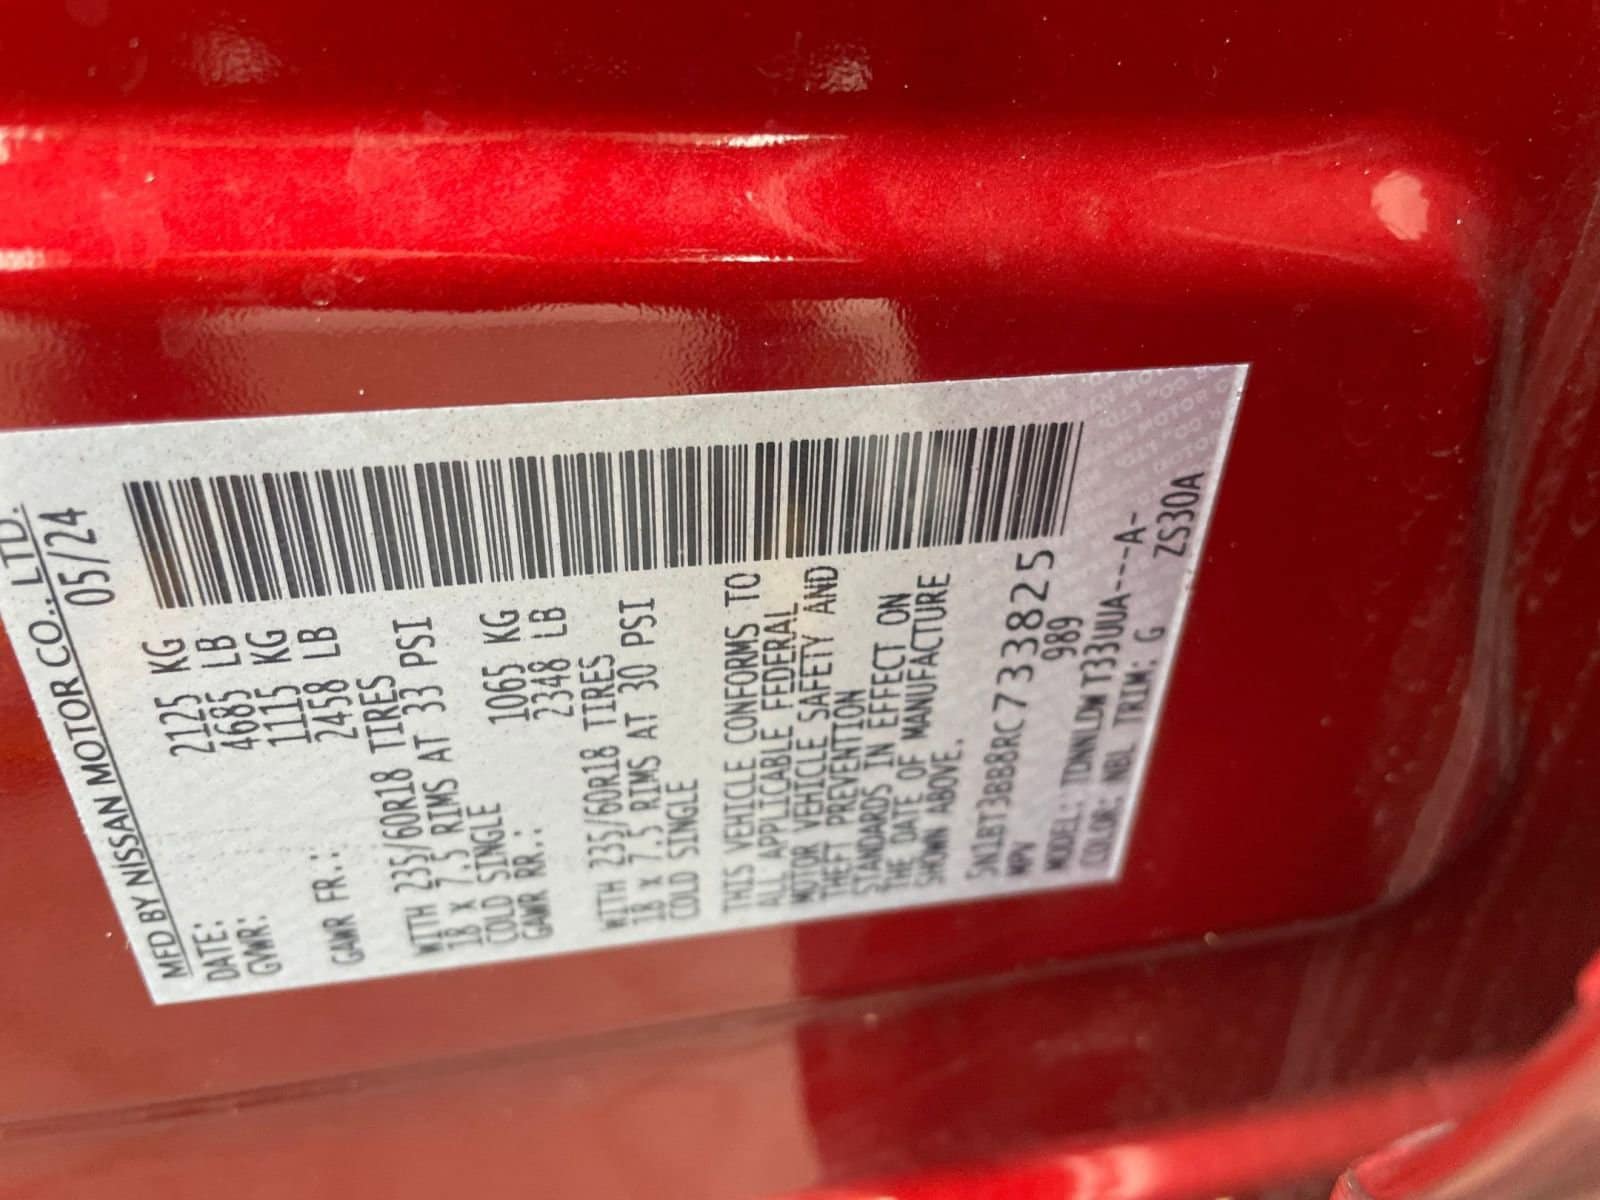 MFD BY NISSAN MOTOR CO., LTD.
DATE: 05/24
GVWR: 2125 KG
4685 LB
GAWR FR.: 1115 KG
2458 LB
WITH 235/60R18 TIRES
18 X 7.5 RIMS AT 33 PSI
COLD SINGLE
GAWR RR.: 1065 KG
2348 LB
WITH 235/60R18 TIRES
18 X 7.5 RIMS AT 30 PSI
COLD SINGLE
THIS VEHICLE CONFORMS TO
ALL APPLICABLE FEDERAL
MOTOR VEHICLE SAFETY AND
THEFT PREVENTION
STANDARDS IN EFFECT ON
THE DATE OF MANUFACTURE
SHOWN ABOVE.
5N1BT3BB8RC733825
MPV 989
MODEL: TDNNLDW T33UUA---A-
COLOR: NBL TRIM: G ZS30A